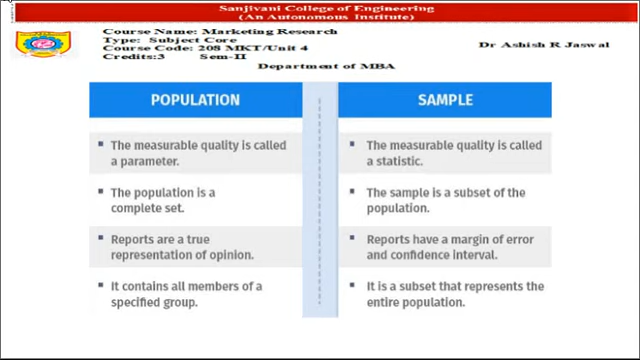 Sanjivani College of Engineering
(An Autonomous Institute)
Course Name: Marketing Research
Type: Subject Core
Course Code: 208 MKT/Unit 4
Dr Ashish R Jaswal
Credits:3 Sem-II
Department of MBA
POPULATION
▪ The measurable quality is called
a parameter.
▪ The population is a
complete set.
▪ Reports are a true
representation of opinion.
▪ It contains all members of a
specified group.
SAMPLE
▪ The measurable quality is called
a statistic.
▪ The sample is a subset of the
population.
▪ Reports have a margin of error
and confidence interval.
▪ It is a subset that represents the
entire population.